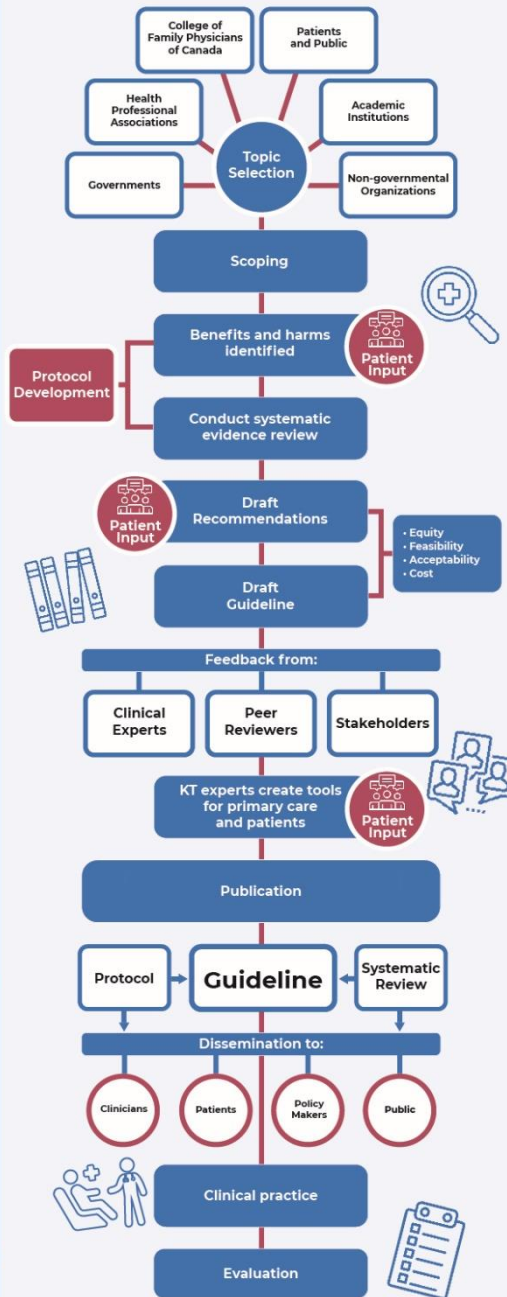 College of
Family Physicians
of Canada
Patients
and Public
Health
Professional
Associations
Academic
Institutions
Governments
Topic
Selection
Non-governmental
Organizations
Scoping
Benefits and harms
identified
Patient
Input
Protocol
Development
Conduct systematic
evidence review
Patient
Input
Draft
Recommendations
• Equity
• Feasibility
• Acceptability
• Cost
Draft
Guideline
Feedback from:
Clinical
Experts
Peer
Reviewers
Stakeholders
KT experts create tools
for primary care
and patients
Patient
Input
Publication
Protocol
Guideline
Systematic
Review
Dissemination to:
Clinicians
Patients
Policy
Makers
Public
Clinical practice
Evaluation